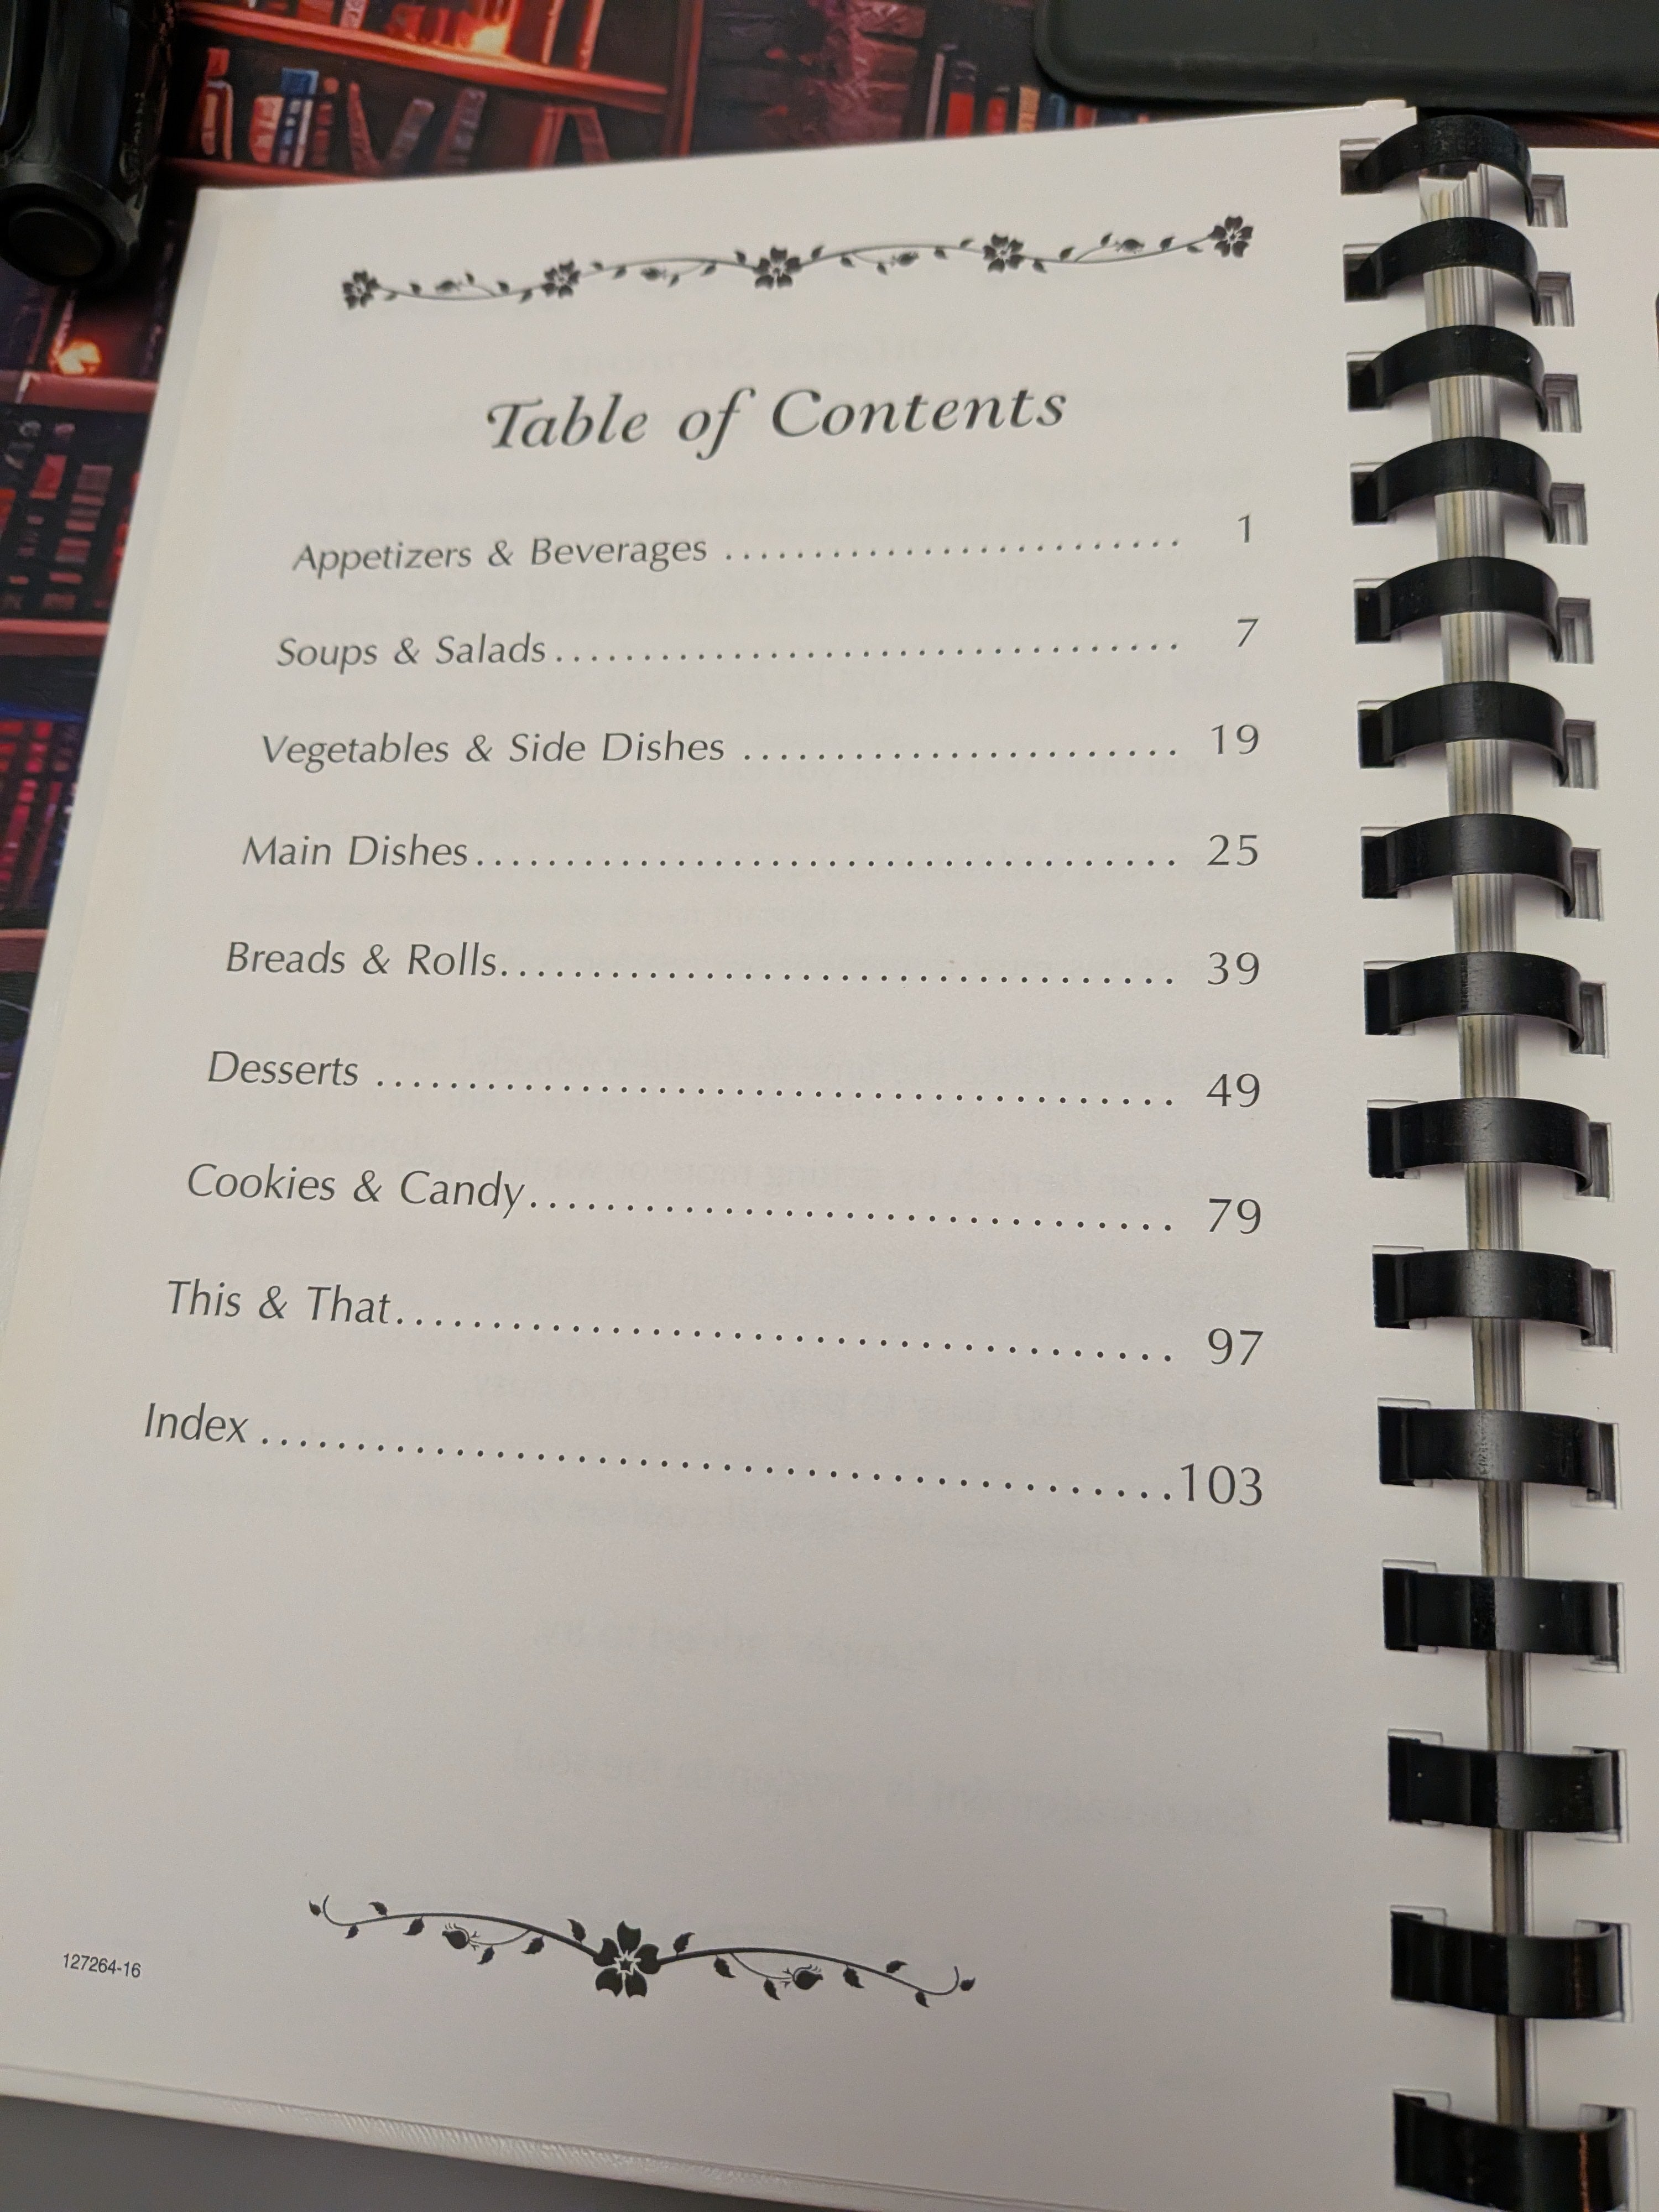 Table of Contents
Appetizers & Beverages .......................... 1
Soups & Salads .................................... 7
Vegetables & Side Dishes ......................... 19
Main Dishes ........................................ 25
Breads & Rolls ...................................... 39
Desserts ............................................ 49
Cookies & Candy .................................. 79
This & That ........................................ 97
Index ................................................ 103
127264-16